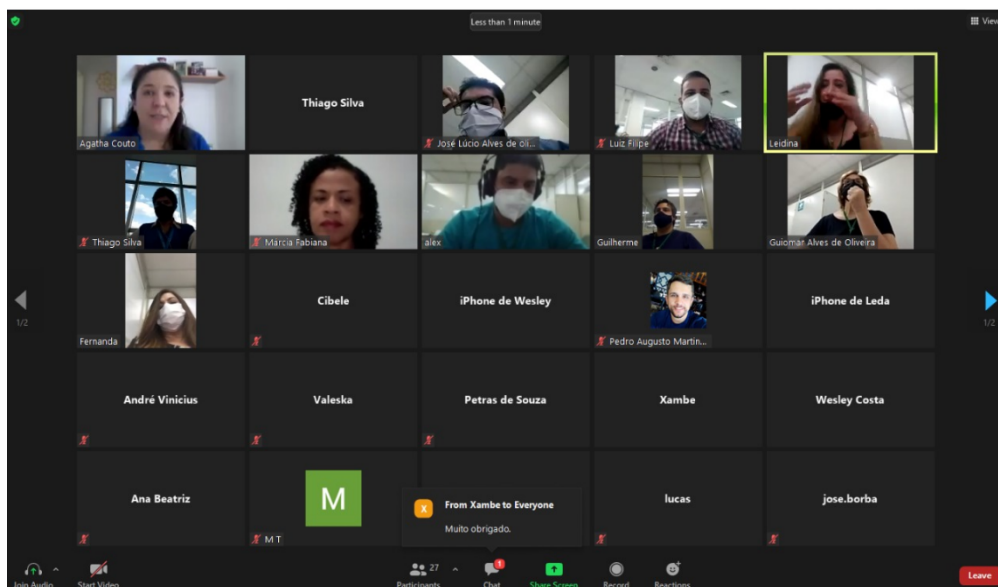 Less than 1 minute
View
Agatha Couto
Thiago Silva
José Lúcio Alves de oli...
Luiz Filipe
Leidina
Thiago Silva
Márcia Fabiana
alex
Guilherme
Guiomar Alves de Oliveira
Fernanda
Cibele
iPhone de Wesley
Pedro Augusto Martin...
iPhone de Leda
1/2
1/2
André Vinicius
Valeska
Petras de Souza
Xambe
Wesley Costa
Ana Beatriz
M
M T
X
From Xambe to Everyone
Muito obrigado.
lucas
jose.borba
Join Audio
Start Video
27
Participants
1
Chat
Share Screen
Record
Reactions
Leave